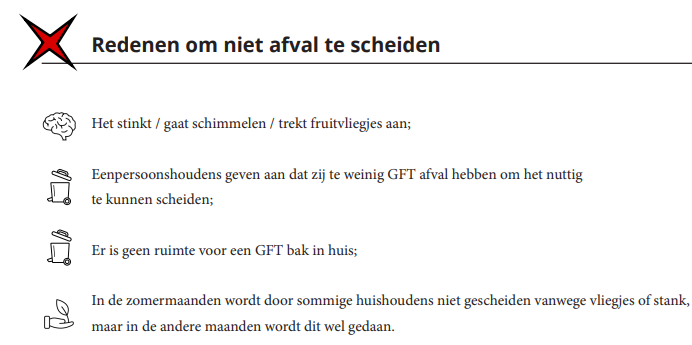 Redenen om niet afval te scheiden
Het stinkt / gaat schimmelen / trekt fruitvliegjes aan;
Eenpersoonshoudens geven aan dat zij te weinig GFT afval hebben om het nuttig
te kunnen scheiden;
Er is geen ruimte voor een GFT bak in huis;
In de zomermaanden wordt door sommige huishoudens niet gescheiden vanwege vliegjes of stank,
maar in de andere maanden wordt dit wel gedaan.